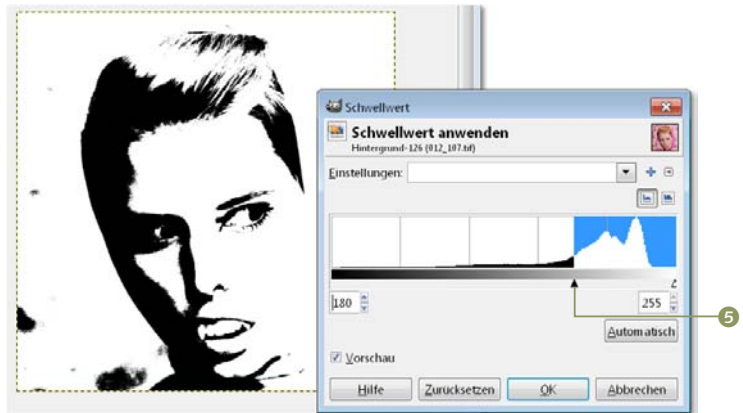 Schwellwert
Schwellwert anwenden
Hintergrund-126 (012_107.tif)
Einstellungen:
180 255
Automatisch
Vorschau
Hilfe Zurücksetzen OK Abbrechen
5